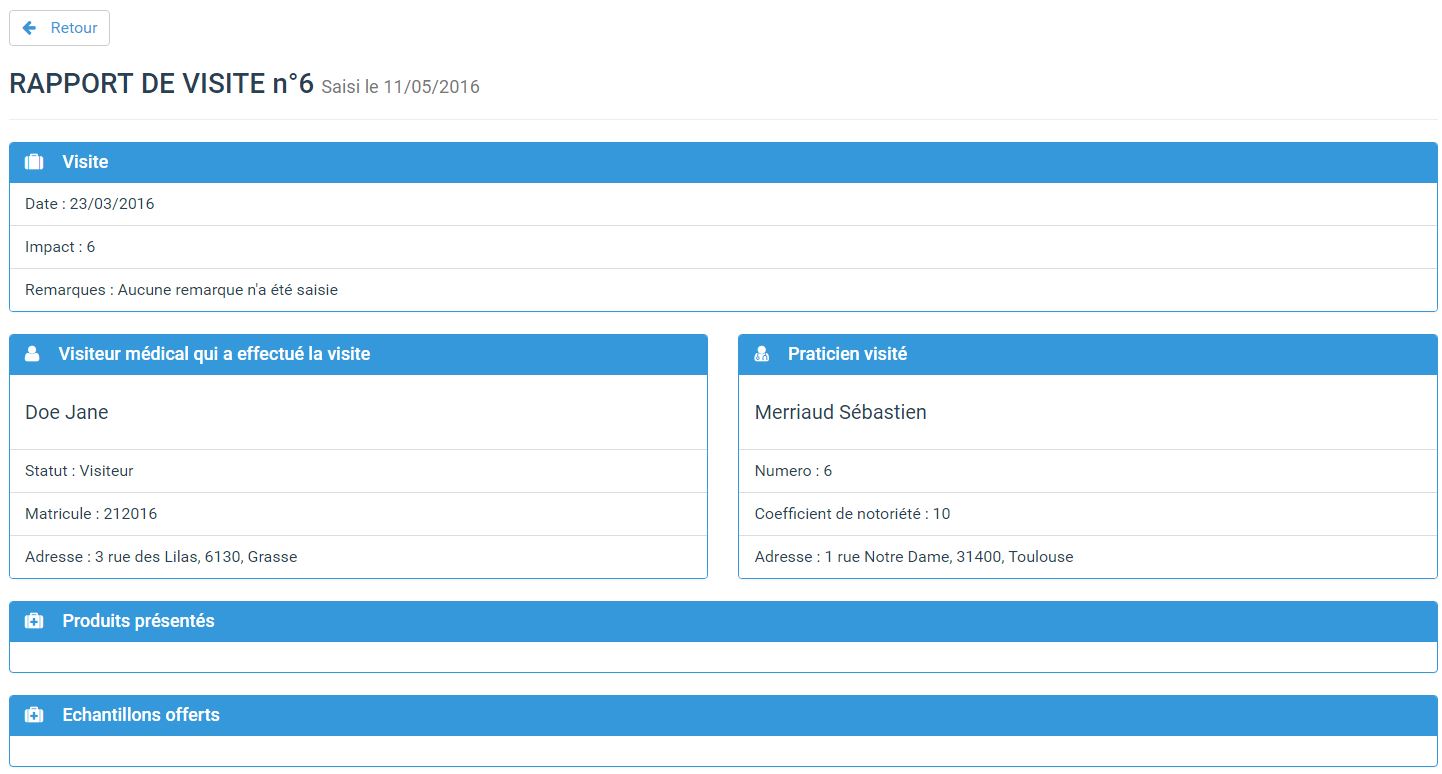 Retour
RAPPORT DE VISITE n°6 Saisi le 11/05/2016
Visite
Date : 23/03/2016
Impact : 6
Remarques : Aucune remarque n'a été saisie
Visiteur médical qui a effectué la visite
Doe Jane
Statut : Visiteur
Matricule : 212016
Adresse : 3 rue des Lilas, 6130, Grasse
Praticien visité
Merriaud Sébastien
Numero : 6
Coefficient de notoriété : 10
Adresse : 1 rue Notre Dame, 31400, Toulouse
Produits présentés
Echantillons offerts